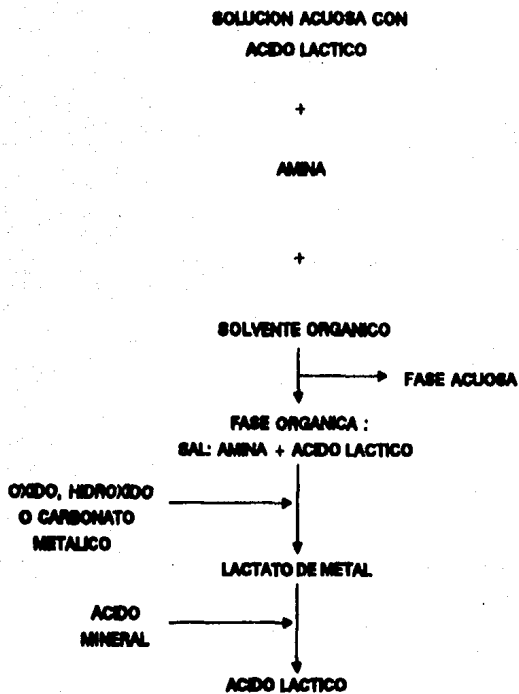 SOLUCION ACUOSA CON
ACIDO LACTICO
+
AMINA
+
SOLVENTE ORGANICO
FASE ACUOSA
FASE ORGANICA :
SAL: AMINA + ACIDO LACTICO
OXIDO, HIDROXIDO
O CARBONATO
METALICO
LACTATO DE METAL
ACIDO
MINERAL
ACIDO LACTICO